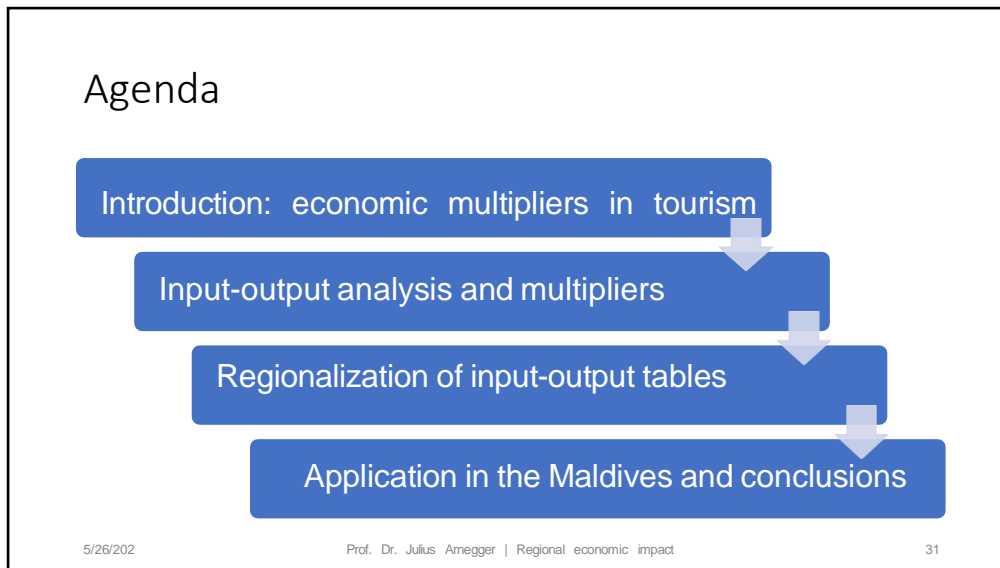 Agenda
Introduction: economic multipliers in tourism
Input-output analysis and multipliers
Regionalization of input-output tables
Application in the Maldives and conclusions
5/26/202 Prof. Dr. Julius Arnegger | Regional economic impact 31